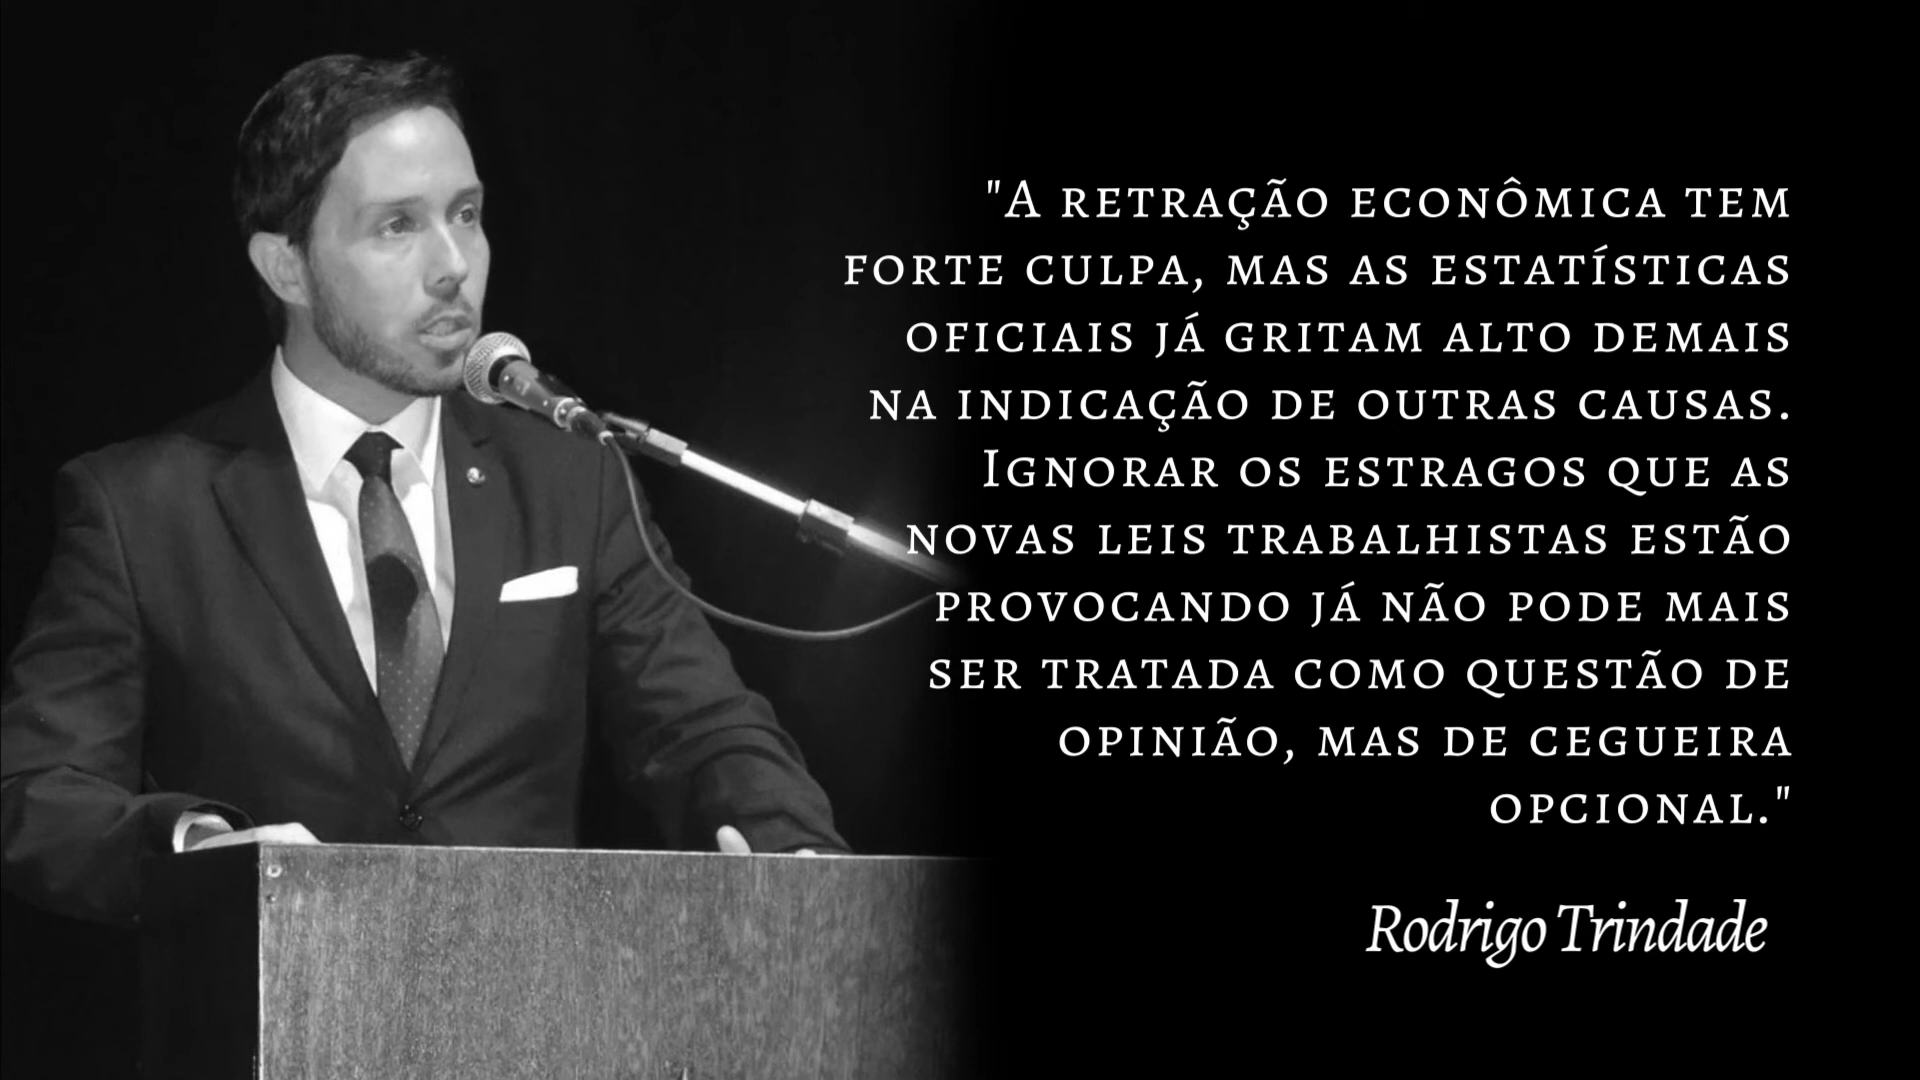 "A RETRAÇÃO ECONÔMICA TEM
FORTE CULPA, MAS AS ESTATÍSTICAS
OFICIAIS JÁ GRITAM ALTO DEMAIS
NA INDICAÇÃO DE OUTRAS CAUSAS.
IGNORAR OS ESTRAGOS QUE AS
NOVAS LEIS TRABALHISTAS ESTÃO
PROVOCANDO JÁ NÃO PODE MAIS
SER TRATADA COMO QUESTÃO DE
OPINIÃO, MAS DE CEGUEIRA
OPCIONAL."
Rodrigo Trindade